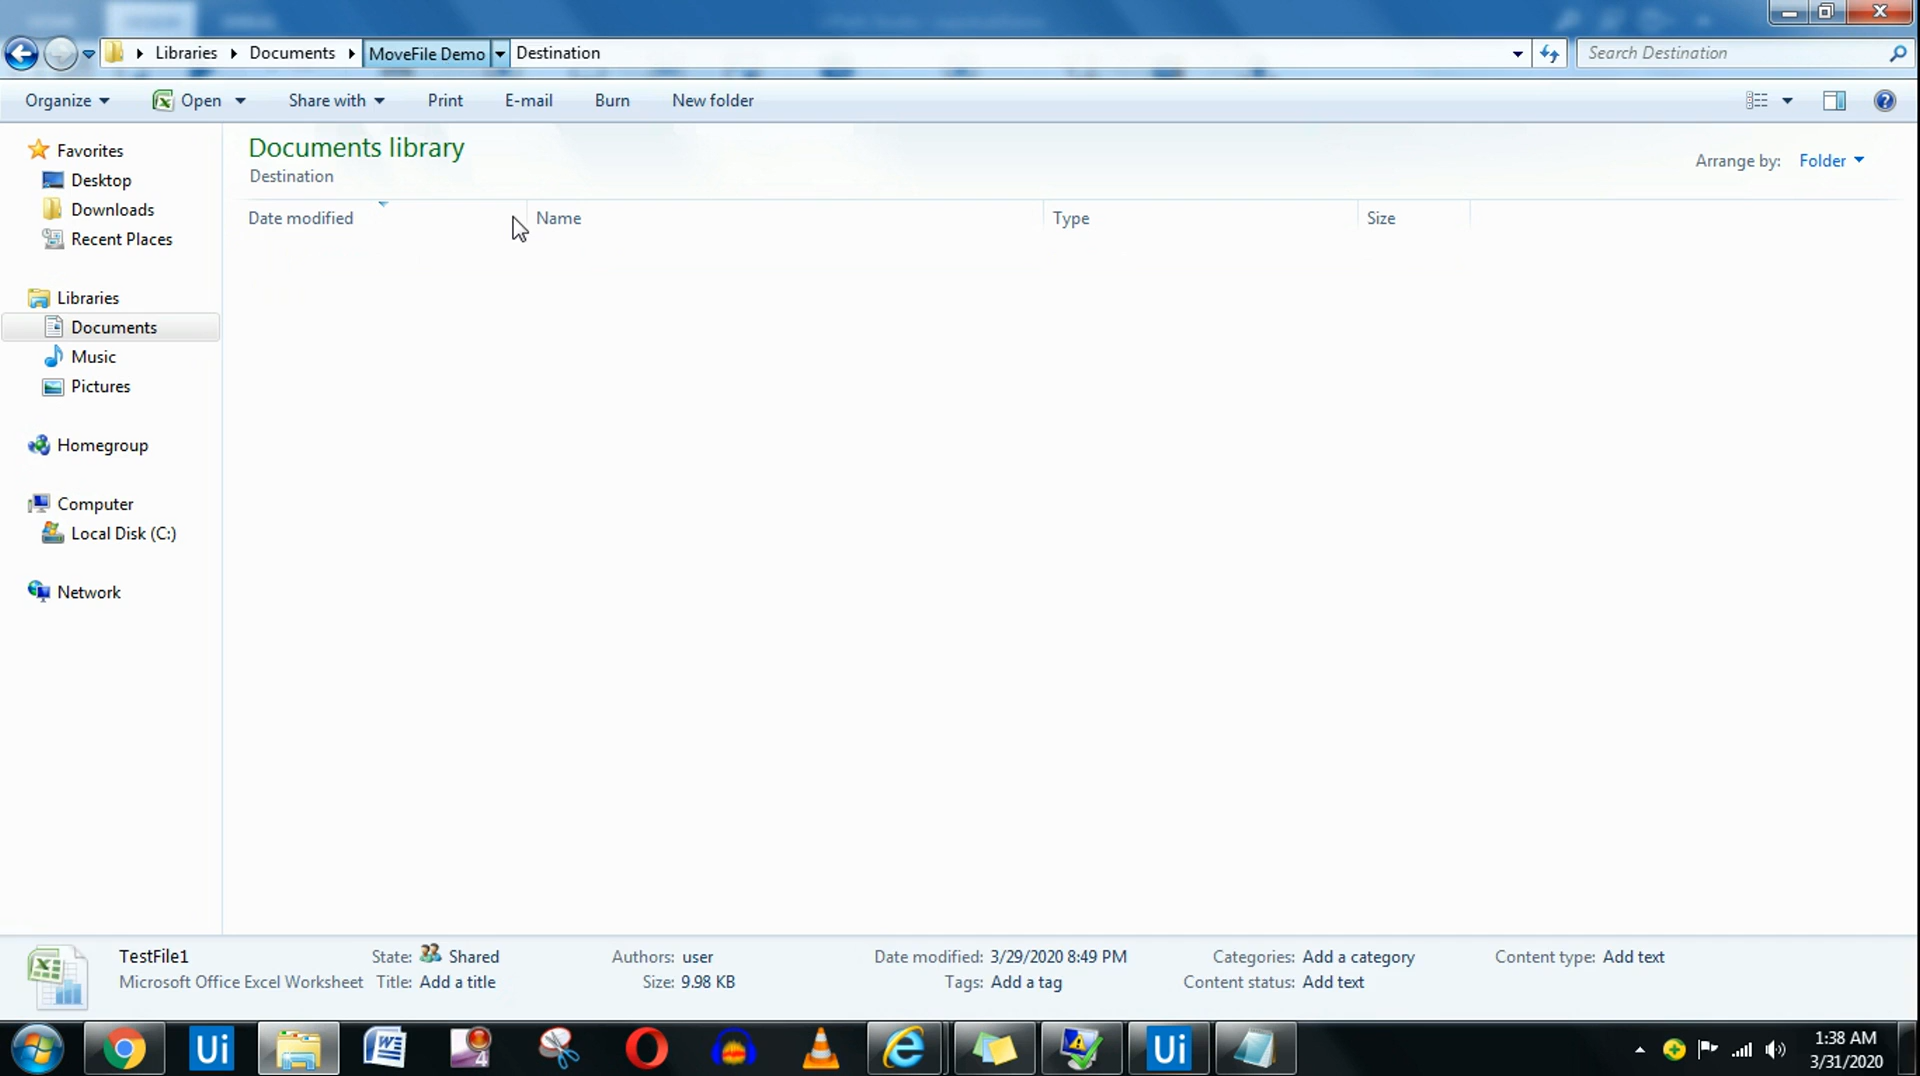 Libraries Documents MoveFile Demo Destination
Search Destination
Organize Open Share with Print E-mail Burn New folder
Documents library
Destination
Arrange by: Folder
Date modified Name Type Size
Favorites
Desktop
Downloads
Recent Places
Libraries
Documents
Music
Pictures
Homegroup
Computer
Local Disk (C:)
Network
TestFile1 State: Shared Authors: user Date modified: 3/29/2020 8:49 PM Categories: Add a category Content type: Add text
Microsoft Office Excel Worksheet Title: Add a title Size: 9.98 KB Tags: Add a tag Content status: Add text
Ui
W
4
Ui
1:38 AM
3/31/2020